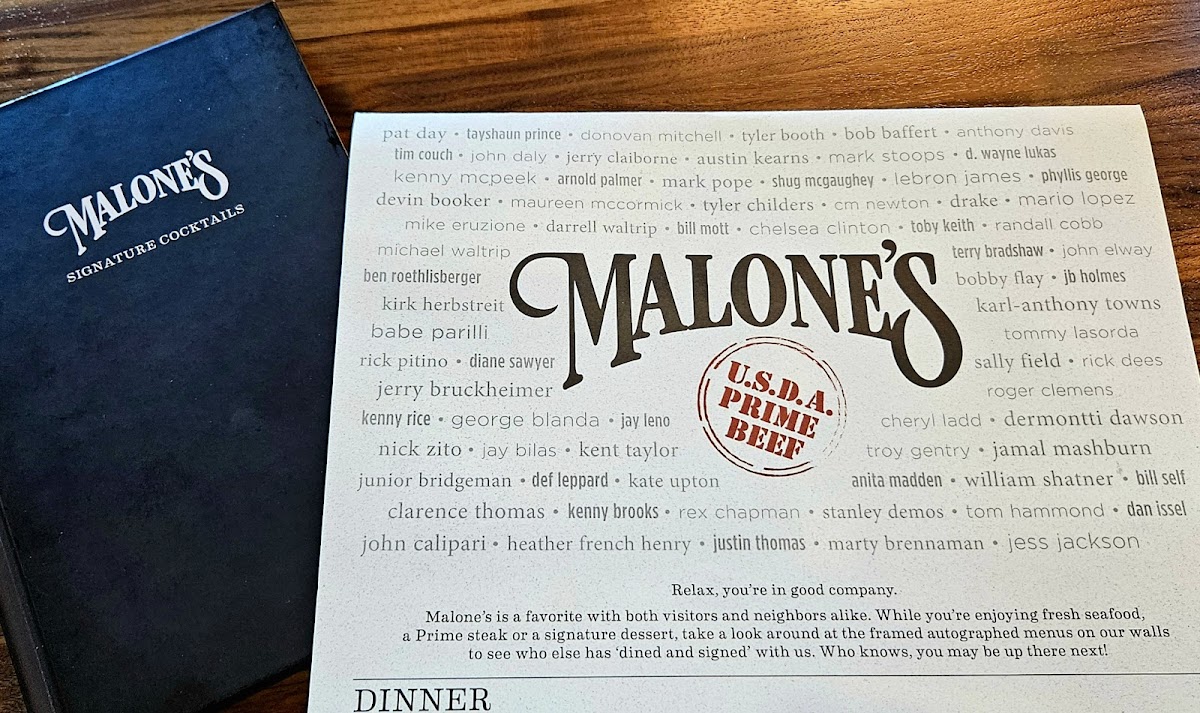 MALONE'S
SIGNATURE COCKTAILS
pat day • tayshaun prince • donovan mitchell • tyler booth • bob baffert • anthony davis
tim couch • john daly • jerry claiborne • austin kearns • mark stoops • d. wayne lukas
kenny mcpeek • arnold palmer • mark pope • shug mcgaughey • lebron james • phyllis george
devin booker • maureen mccormick • tyler childers • cm newton • drake • mario lopez
mike eruzione • darrell waltrip • bill mott • chelsea clinton • toby keith • randall cobb
michael waltrip
terry bradshaw • john elway
ben roethlisberger
bobby flay • jb holmes
kirk herbstreit
karl-anthony towns
babe parilli
tommy lasorda
rick pitino • diane sawyer
sally field • rick dees
jerry bruckheimer
roger clemens
MALONE'S
U.S.D.A.
PRIME
BEEF
kenny rice • george blanda • jay leno
cheryl ladd • dermontti dawson
nick zito • jay bilas • kent taylor
troy gentry • jamal mashburn
junior bridgeman • def leppard • kate upton
anita madden • william shatner • bill self
clarence thomas • kenny brooks • rex chapman • stanley demos • tom hammond • dan issel
john calipari • heather french henry • justin thomas • marty brennaman • jess jackson
Relax, you're in good company.
Malone's is a favorite with both visitors and neighbors alike. While you're enjoying fresh seafood,
a Prime steak or a signature dessert, take a look around at the framed autographed menus on our walls
to see who else has 'dined and signed' with us. Who knows, you may be up there next!
DINNER